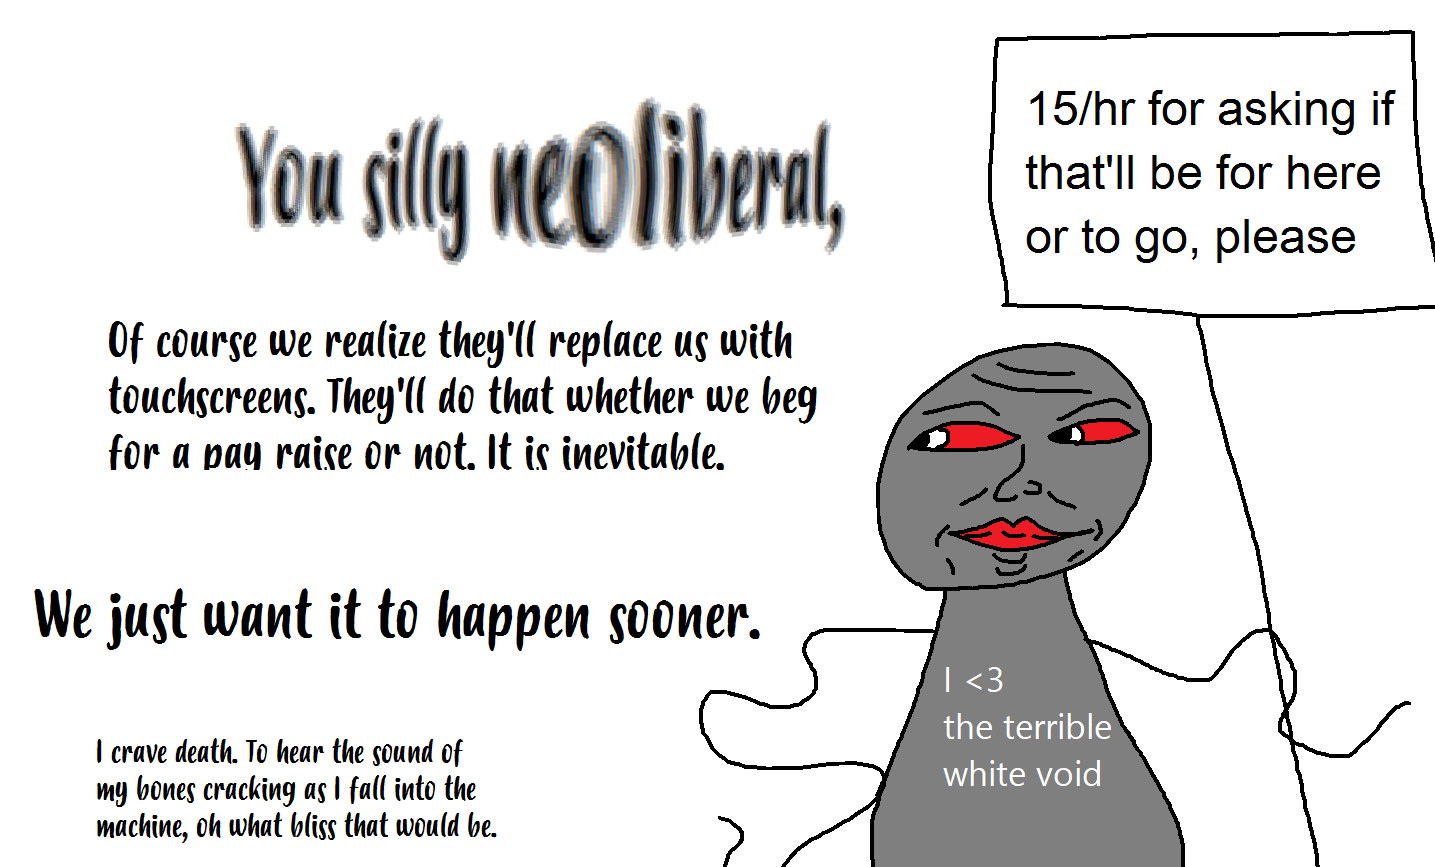 You silly neoliberal,
15/hr for asking if
that'll be for here
or to go, please
Of course we realize they'll replace us with
touchscreens. They'll do that whether we beg
for a pay raise or not. It is inevitable.
We just want it to happen sooner.
I <3
the terrible
white void
I crave death. To hear the sound of
my bones cracking as I fall into the
machine, oh what bliss that would be.